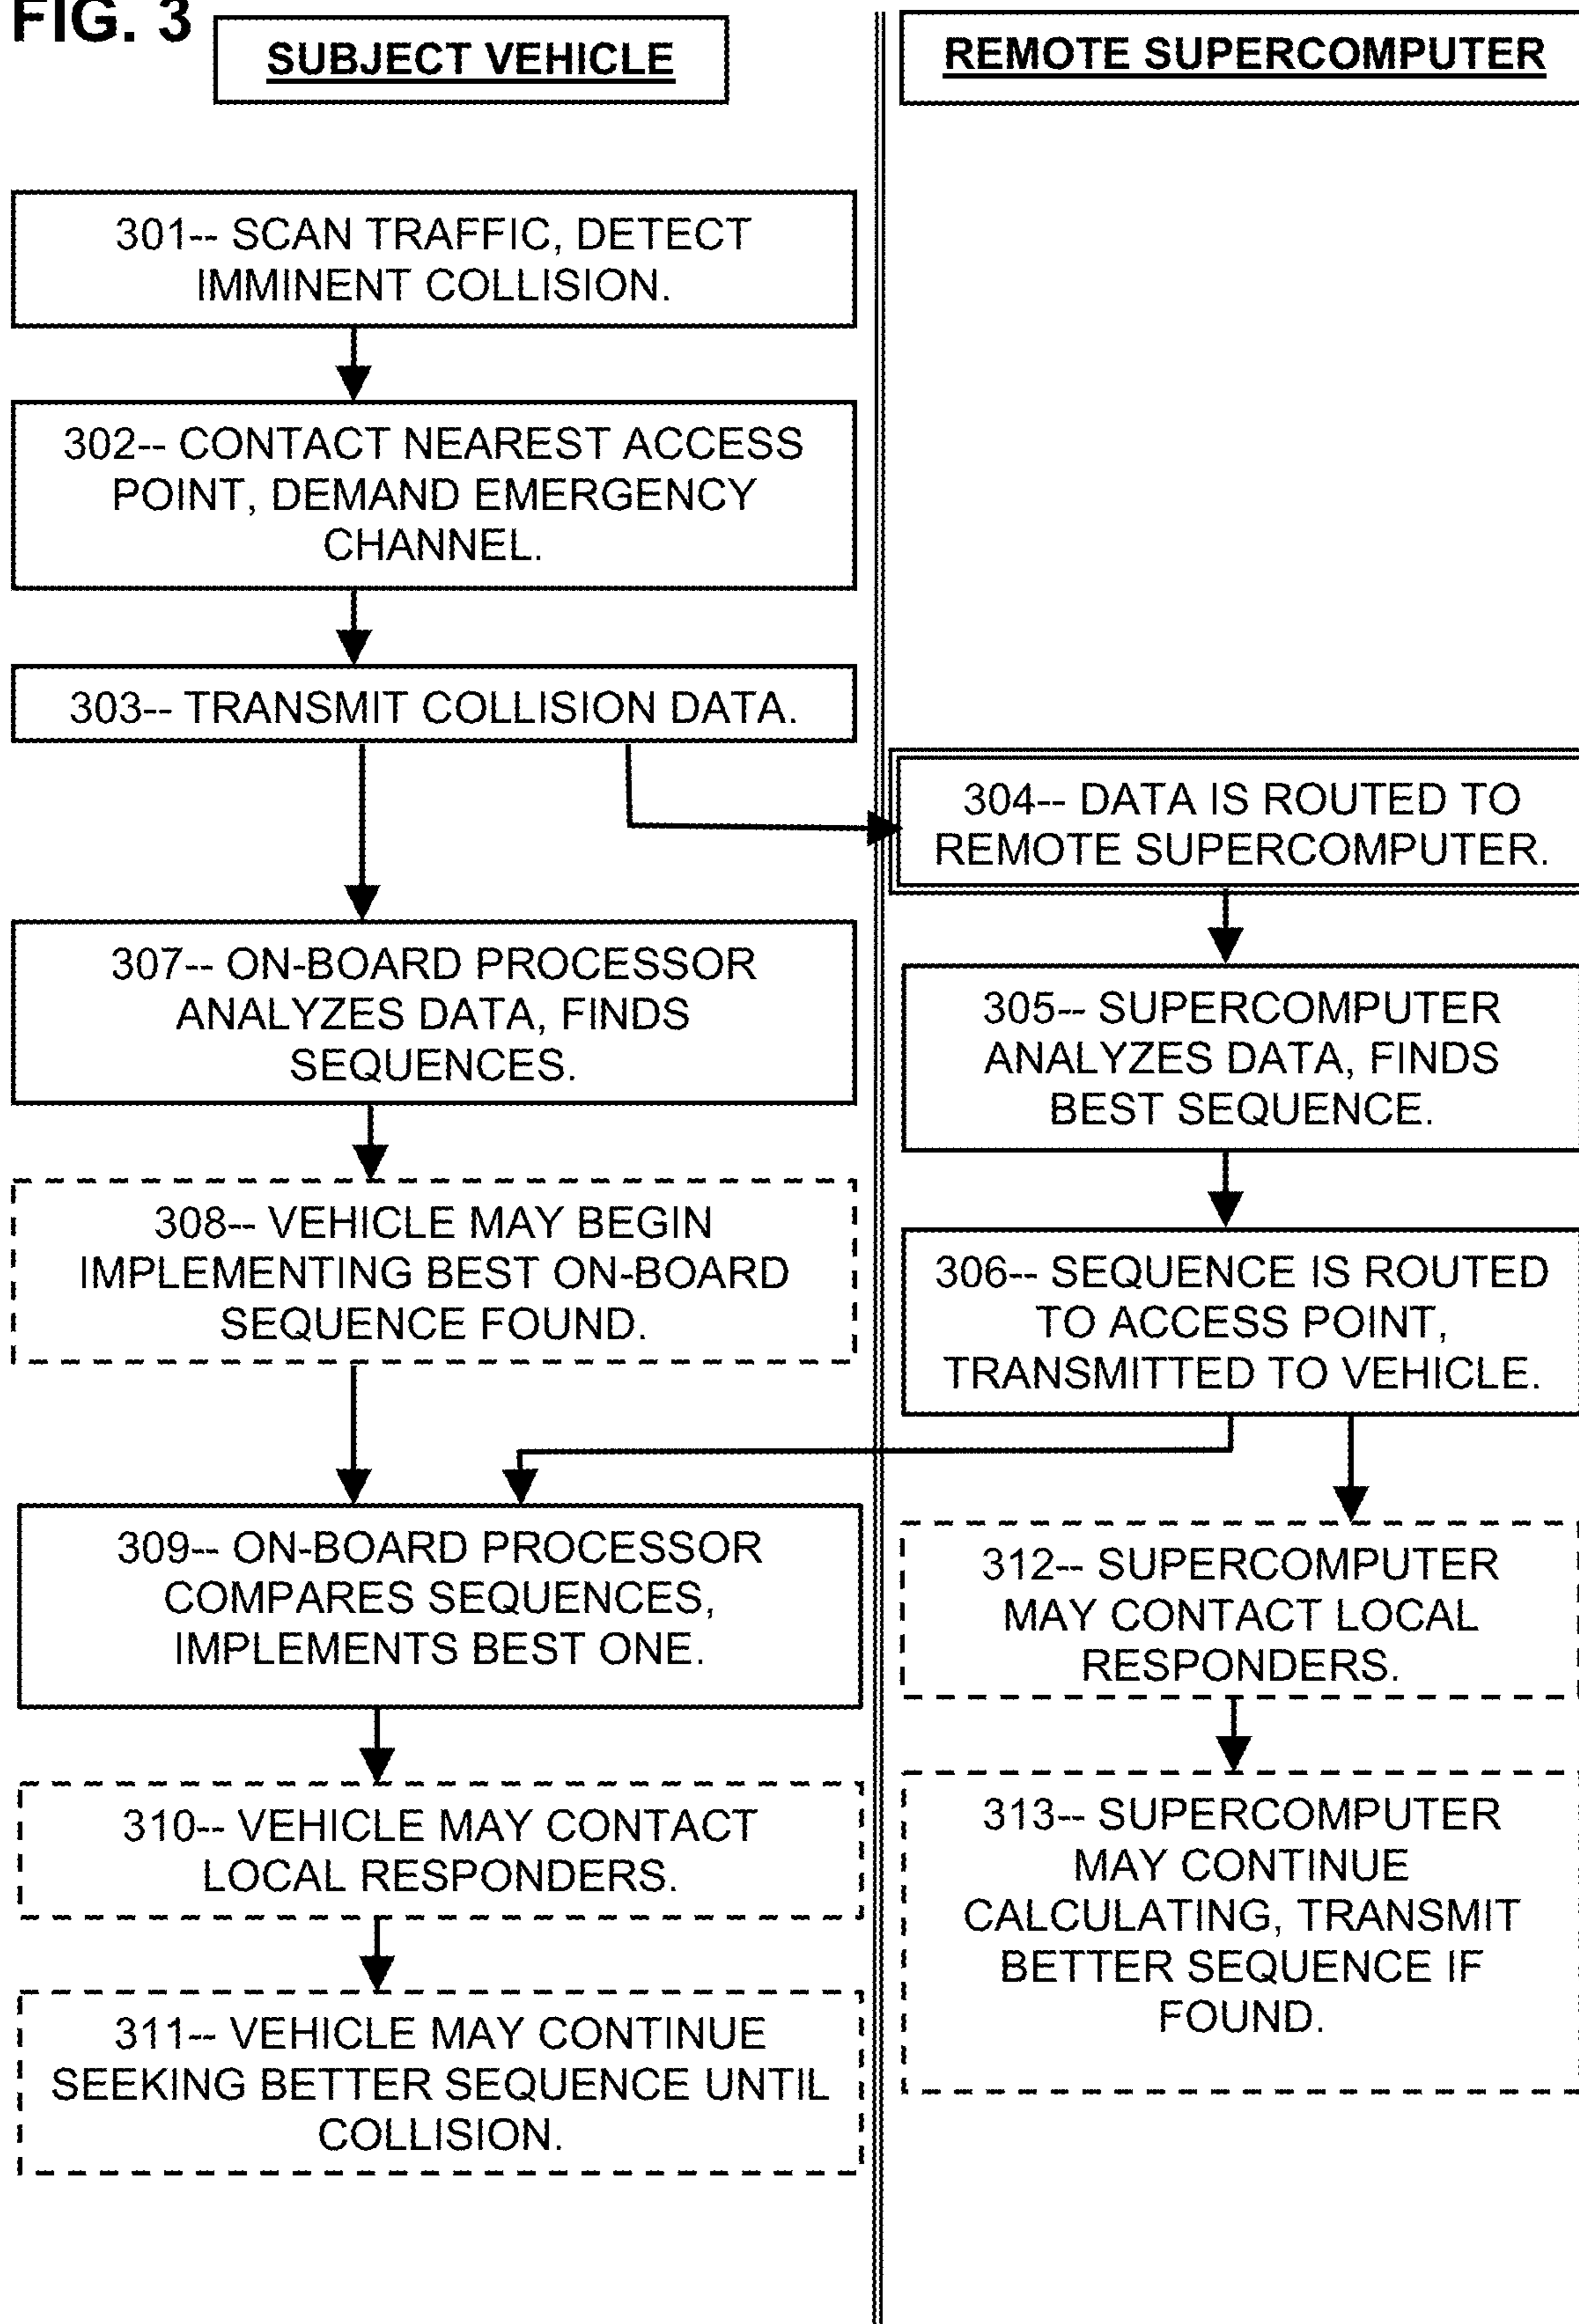 FIG. 3
SUBJECT VEHICLE
REMOTE SUPERCOMPUTER
301-- SCAN TRAFFIC, DETECT
IMMINENT COLLISION.
302-- CONTACT NEAREST ACCESS
POINT, DEMAND EMERGENCY
CHANNEL.
303-- TRANSMIT COLLISION DATA.
304-- DATA IS ROUTED TO
REMOTE SUPERCOMPUTER.
307-- ON-BOARD PROCESSOR
ANALYZES DATA, FINDS
SEQUENCES.
305-- SUPERCOMPUTER
ANALYZES DATA, FINDS
BEST SEQUENCE.
308-- VEHICLE MAY BEGIN
IMPLEMENTING BEST ON-BOARD
SEQUENCE FOUND.
306-- SEQUENCE IS ROUTED
TO ACCESS POINT,
TRANSMITTED TO VEHICLE.
309-- ON-BOARD PROCESSOR
COMPARES SEQUENCES,
IMPLEMENTS BEST ONE.
312-- SUPERCOMPUTER
MAY CONTACT LOCAL
RESPONDERS.
310-- VEHICLE MAY CONTACT
LOCAL RESPONDERS.
313-- SUPERCOMPUTER
MAY CONTINUE
CALCULATING, TRANSMIT
BETTER SEQUENCE IF
FOUND.
311-- VEHICLE MAY CONTINUE
SEEKING BETTER SEQUENCE UNTIL
COLLISION.